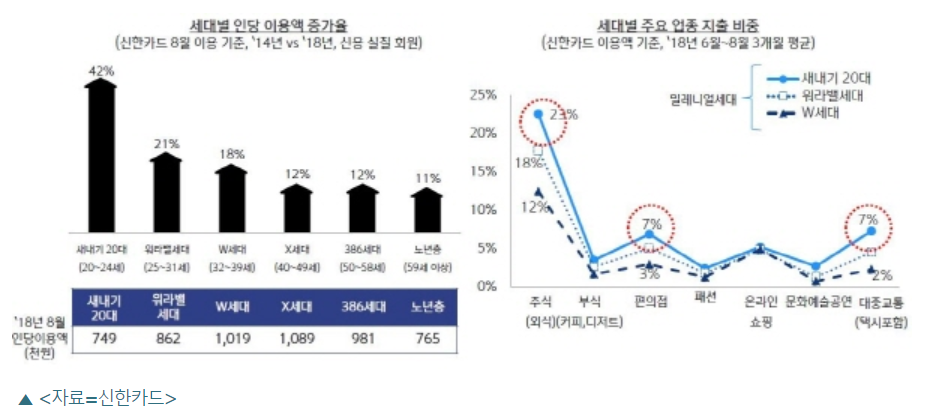 세대별 인당 이용액 증가율
(신한카드 8월 이용 기준, '14년 vs '18년, 신용 실질 회원)
42%
21%
18%
12%
12%
11%
새내기 20대
워라밸세대
W세대
X세대
386세대
노년층
(20~24세)
(25~31세)
(32~39세)
(40~49세)
(50~58세)
(59세 이상)
새내기 20대
워라밸 세대
W세대
X세대
386세대
노년층
'18년 8월 인당이용액 (천원)
749
862
1,019
1,089
981
765
세대별 주요 업종 지출 비중
(신한카드 이용액 기준, '18년 6월~8월 3개월 평균)
밀레니얼세대
새내기 20대
워라밸세대
W세대
25%
20%
15%
10%
5%
0%
23%
18%
12%
7%
3%
7%
2%
주식
부식
편의점
패션
온라인
문화예술공연
대중교통
(외식)
(커피,디저트)
쇼핑
(택시포함)
▲ <자료=신한카드>